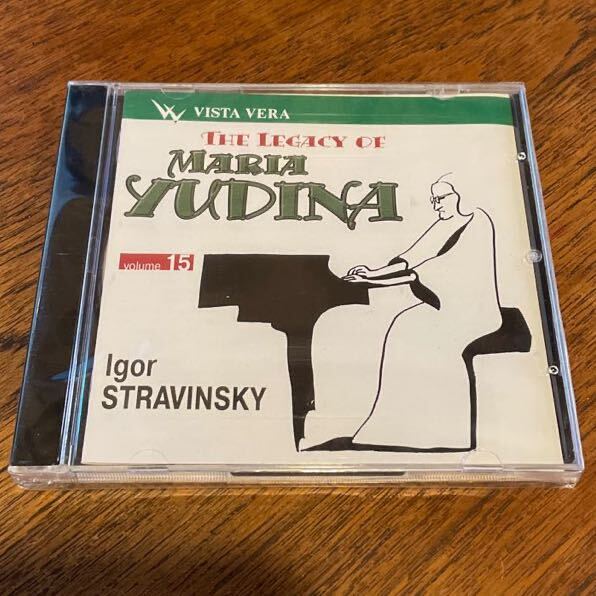 VISTA VERA
THE LEGACY OF
MARIA
YUDINA
volume 15
Igor
STRAVINSKY